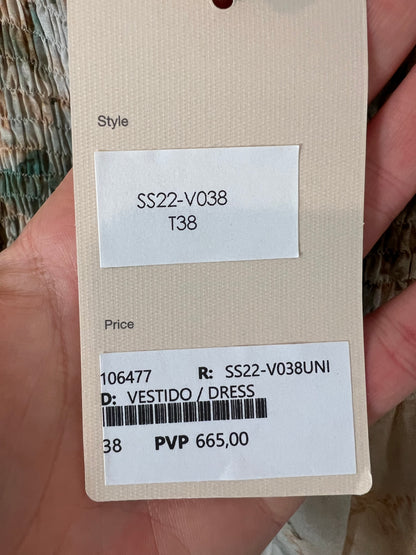 Style
SS22-V038
T38
Price
106477 R: SS22-V038UNI
D: VESTIDO / DRESS
38 PVP 665,00